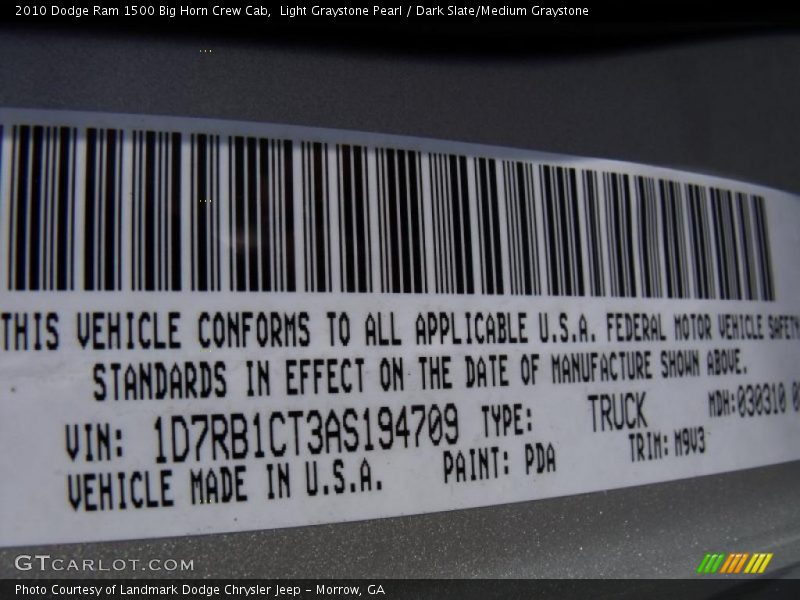 2010 Dodge Ram 1500 Big Horn Crew Cab,  Light Graystone Pearl / Dark Slate/Medium Graystone
THIS VEHICLE CONFORMS TO ALL APPLICABLE U.S.A. FEDERAL MOTOR VEHICLE SAFETY
STANDARDS IN EFFECT ON THE DATE OF MANUFACTURE SHOWN ABOVE.
VIN: 1D7RB1CT3AS194709 TYPE: TRUCK MDH:030310
VEHICLE MADE IN U.S.A. PAINT: PDA TRIM: M9V3
GTCARLOT.COM
Photo Courtesy of Landmark Dodge Chrysler Jeep – Morrow, GA